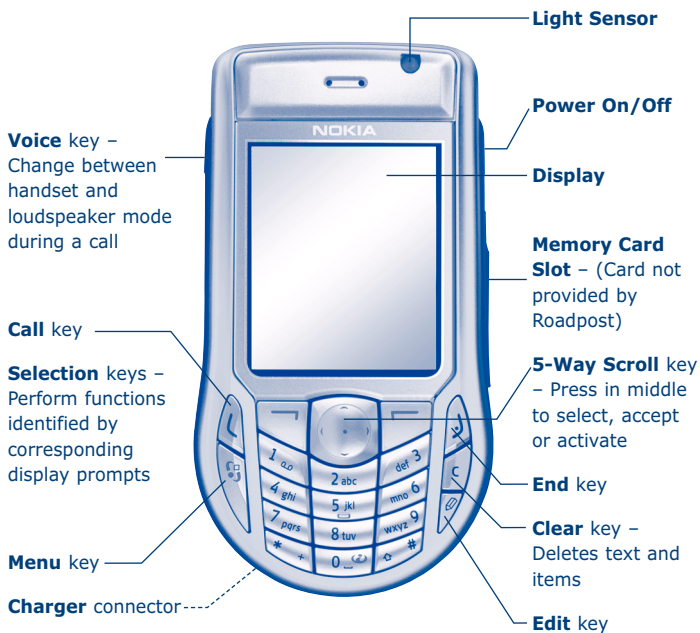 Light Sensor
Power On/Off
NOKIA
Voice key –
Change between
handset and
loudspeaker mode
during a call
Display
Memory Card
Slot – (Card not
provided by
Roadpost)
Call key
Selection keys –
Perform functions
identified by
corresponding
display prompts
5-Way Scroll key
– Press in middle
to select, accept
or activate
End key
Clear key –
Deletes text and
items
Menu key
Charger connector
Edit key
1
2 abc
def 3
4 ghi
5 jkl
mno 6
7 pqrs
8 tuv
wxyz 9
* +
0
#
C